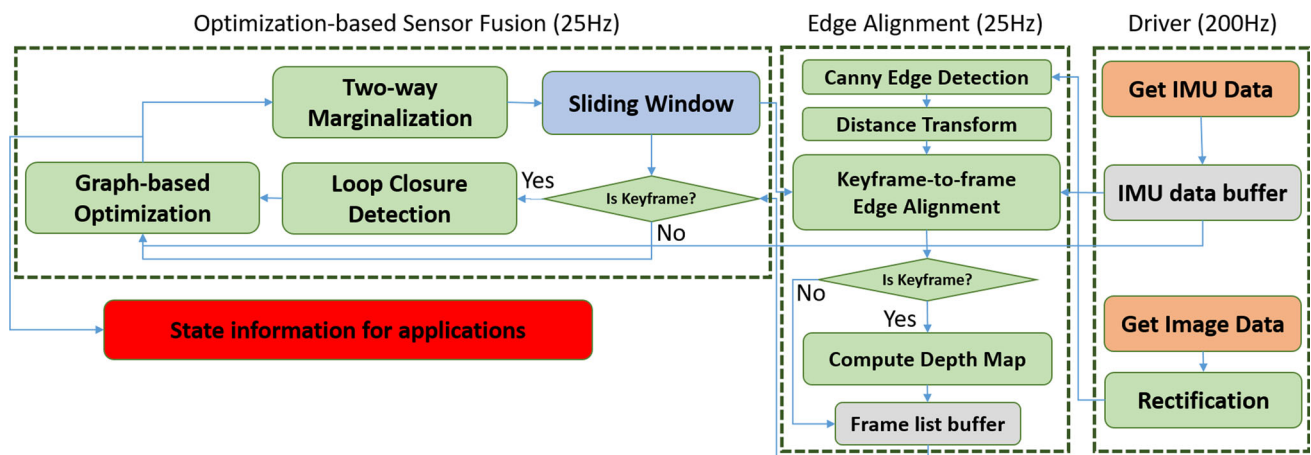 Optimization-based Sensor Fusion (25Hz)
Edge Alignment (25Hz)
Driver (200Hz)
Two-way
Marginalization
Sliding Window
Graph-based
Optimization
Loop Closure
Detection
Yes
Is Keyframe?
No
State information for applications
Canny Edge Detection
Distance Transform
Keyframe-to-frame
Edge Alignment
Is Keyframe?
No
Yes
Compute Depth Map
Frame list buffer
Get IMU Data
IMU data buffer
Get Image Data
Rectification